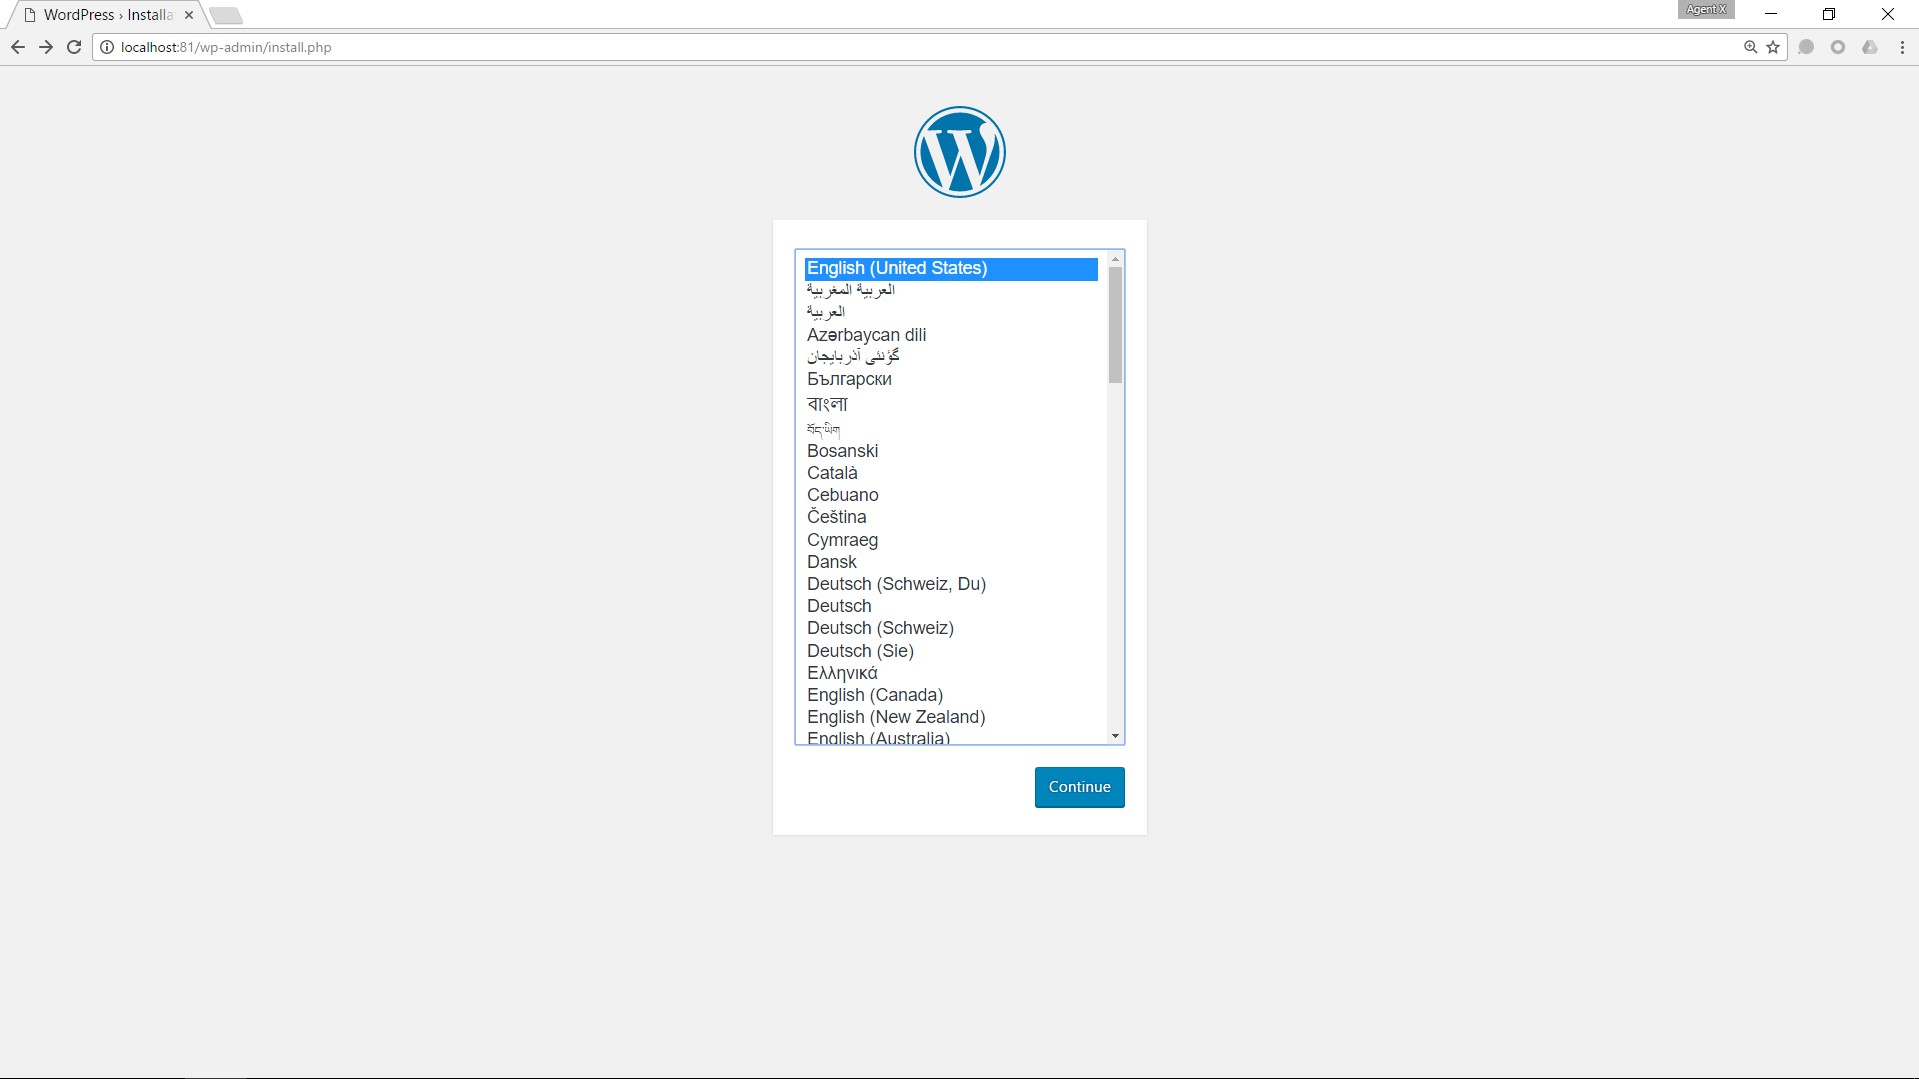 WordPress › Installa
Agent X
localhost:81/wp-admin/install.php
English (United States)
العربية المغربية
العربية
Azərbaycan dili
گؤنئی آذربایجان
Български
বাংলা
བོད་ཡིག
Bosanski
Català
Cebuano
Čeština
Cymraeg
Dansk
Deutsch (Schweiz, Du)
Deutsch
Deutsch (Schweiz)
Deutsch (Sie)
Ελληνικά
English (Canada)
English (New Zealand)
English (Australia)
Continue